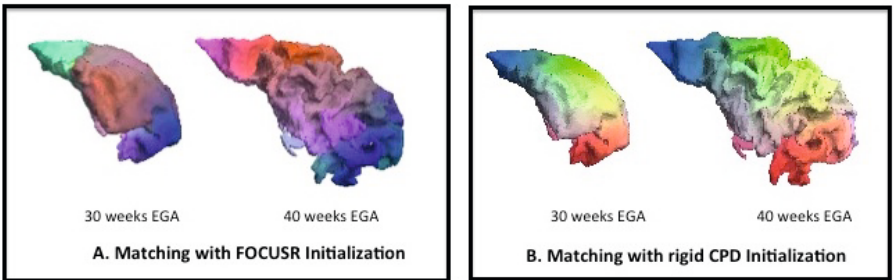 30 weeks EGA
40 weeks EGA
A. Matching with FOCUSR Initialization
30 weeks EGA
40 weeks EGA
B. Matching with rigid CPD Initialization